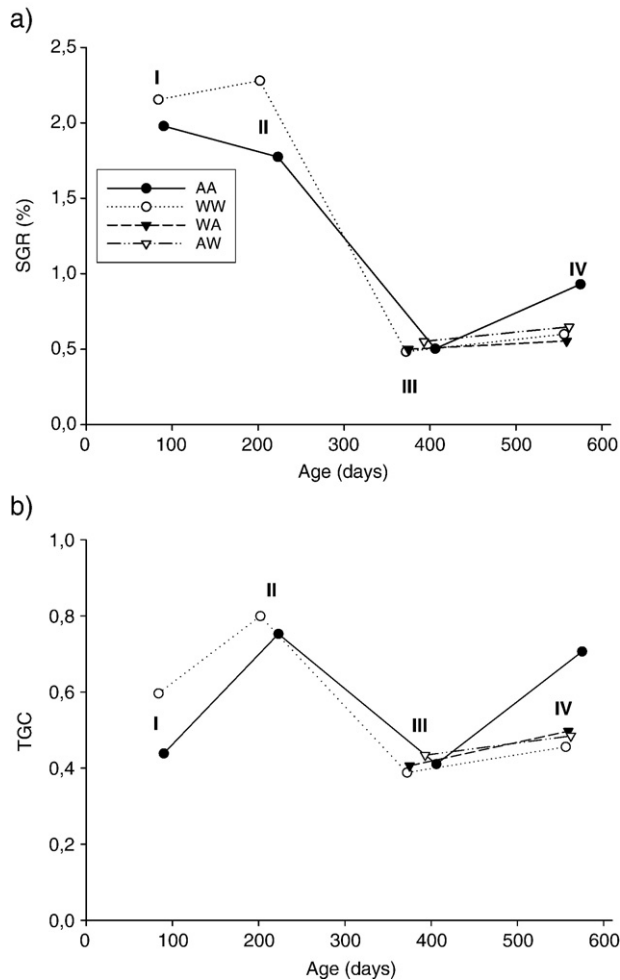 a)
2,5
2,0
1,5
1,0
0,5
0,0
SGR (%)
I
II
III
IV
AA
WW
WA
AW
0 100 200 300 400 500 600
Age (days)
b)
1,0
0,8
0,6
0,4
0,2
0,0
TGC
I
II
III
IV
0 100 200 300 400 500 600
Age (days)